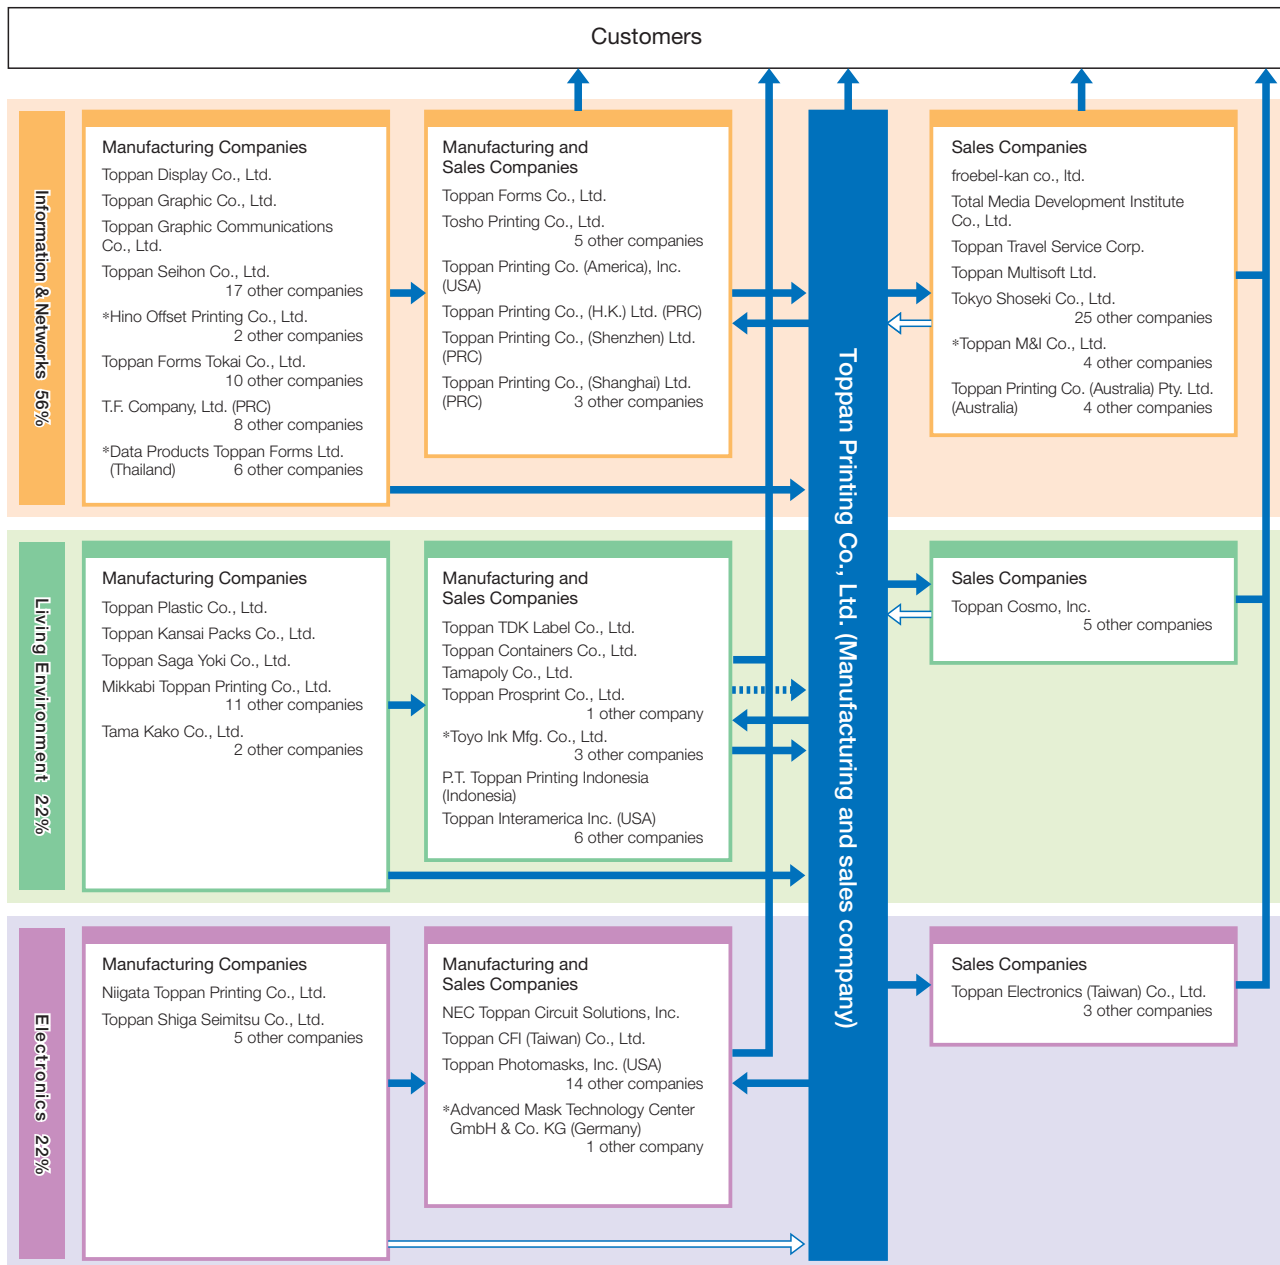 Customers
Information & Networks 56%
Manufacturing Companies
Toppan Display Co., Ltd.
Toppan Graphic Co., Ltd.
Toppan Graphic Communications
Co., Ltd.
Toppan Seihon Co., Ltd.
17 other companies
*Hino Offset Printing Co., Ltd.
2 other companies
Toppan Forms Tokai Co., Ltd.
10 other companies
T.F. Company, Ltd. (PRC)
8 other companies
*Data Products Toppan Forms Ltd.
(Thailand) 6 other companies
Manufacturing and
Sales Companies
Toppan Forms Co., Ltd.
Tosho Printing Co., Ltd.
5 other companies
Toppan Printing Co. (America), Inc.
(USA)
Toppan Printing Co., (H.K.) Ltd. (PRC)
Toppan Printing Co., (Shenzhen) Ltd.
(PRC)
Toppan Printing Co., (Shanghai) Ltd.
(PRC) 3 other companies
Toppan Printing Co., Ltd. (Manufacturing and sales company)
Sales Companies
froebel-kan co., ltd.
Total Media Development Institute
Co., Ltd.
Toppan Travel Service Corp.
Toppan Multisoft Ltd.
Tokyo Shoseki Co., Ltd.
25 other companies
*Toppan M&I Co., Ltd.
4 other companies
Toppan Printing Co. (Australia) Pty. Ltd.
(Australia) 4 other companies
Living Environment 22%
Manufacturing Companies
Toppan Plastic Co., Ltd.
Toppan Kansai Packs Co., Ltd.
Toppan Saga Yoki Co., Ltd.
Mikkabi Toppan Printing Co., Ltd.
11 other companies
Tama Kako Co., Ltd.
2 other companies
Manufacturing and
Sales Companies
Toppan TDK Label Co., Ltd.
Toppan Containers Co., Ltd.
Tamapoly Co., Ltd.
Toppan Prosprint Co., Ltd.
1 other company
*Toyo Ink Mfg. Co., Ltd.
3 other companies
P.T. Toppan Printing Indonesia
(Indonesia)
Toppan Interamerica Inc. (USA)
6 other companies
Sales Companies
Toppan Cosmo, Inc.
5 other companies
Electronics 22%
Manufacturing Companies
Niigata Toppan Printing Co., Ltd.
Toppan Shiga Seimitsu Co., Ltd.
5 other companies
Manufacturing and
Sales Companies
NEC Toppan Circuit Solutions, Inc.
Toppan CFI (Taiwan) Co., Ltd.
Toppan Photomasks, Inc. (USA)
14 other companies
*Advanced Mask Technology Center
GmbH & Co. KG (Germany)
1 other company
Sales Companies
Toppan Electronics (Taiwan) Co., Ltd.
3 other companies